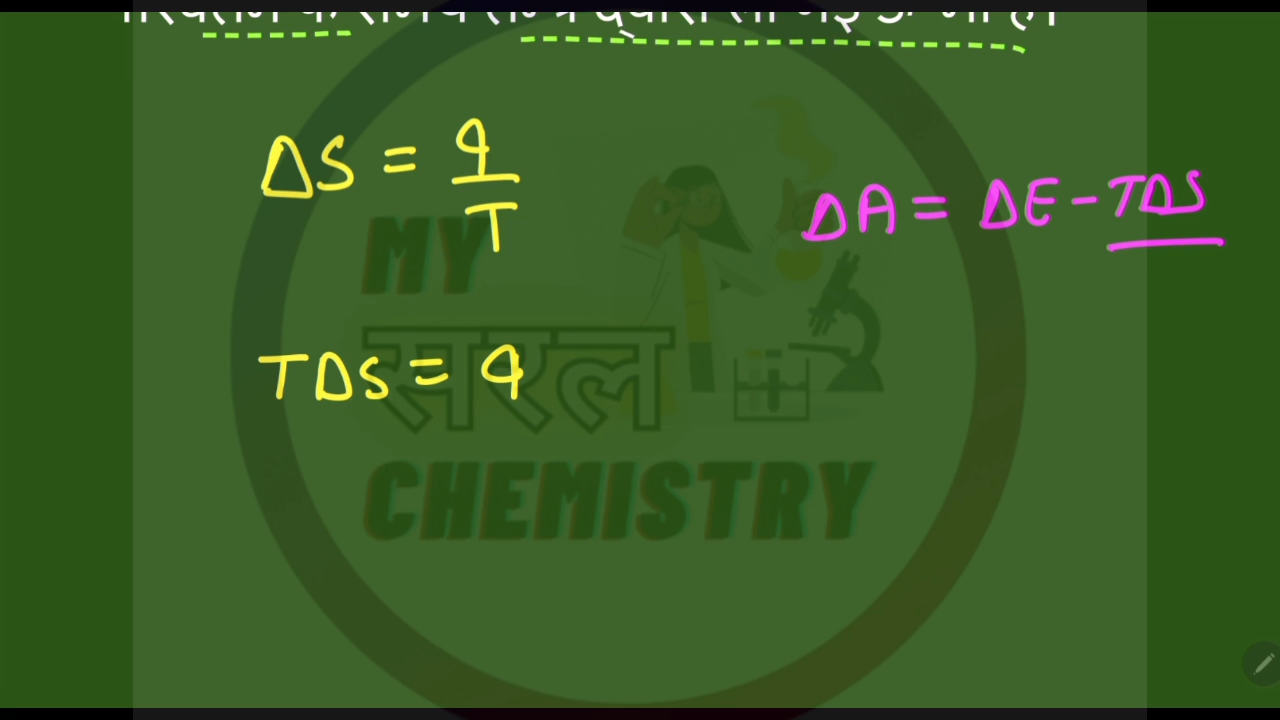 ΔS = q/T
ΔA = ΔE - TΔS
TΔS = q
MY
सरल
CHEMISTRY